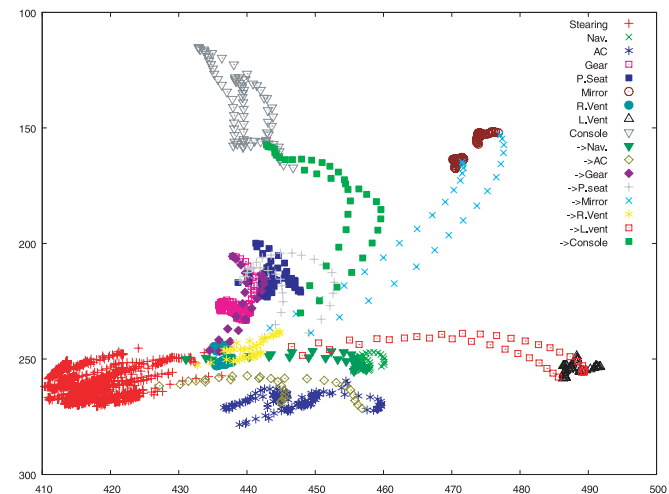 Stearing
Nav.
AC
Gear
P.Seat
Mirror
R.Vent
L.Vent
Console
->Nav.
->AC
->Gear
->P.seat
->Mirror
->R.Vent
->L.vent
->Console
100
150
200
250
300
410 420 430 440 450 460 470 480 490 500